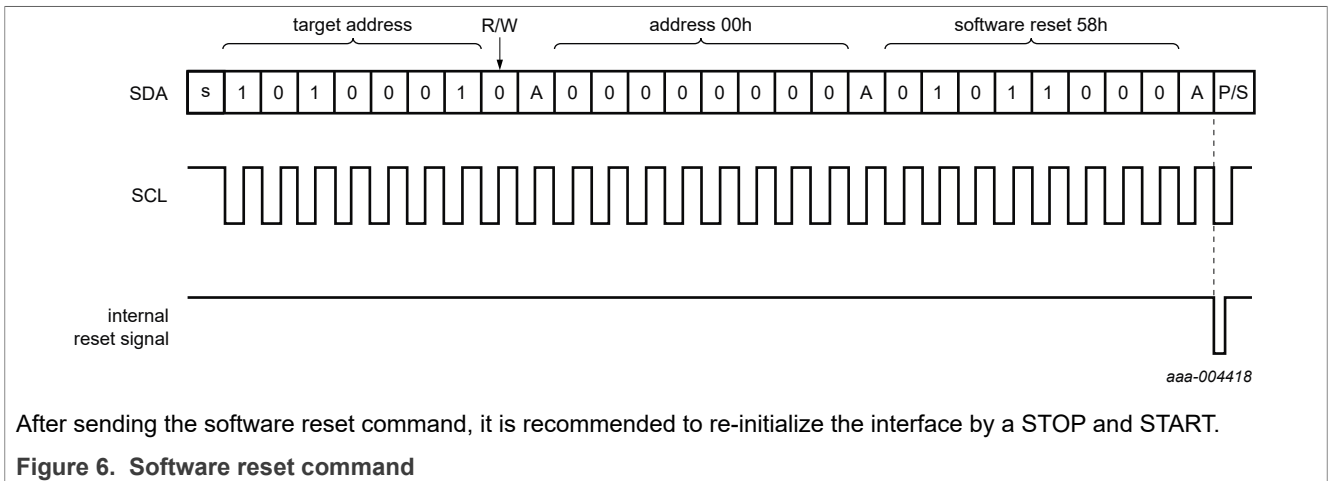 target address R/W address 00h software reset 58h
SDA s 1 0 1 0 0 0 1 0 A 0 0 0 0 0 0 0 0 A 0 1 0 1 1 0 0 0 A P/S
SCL
internal
reset signal
aaa-004418
After sending the software reset command, it is recommended to re-initialize the interface by a STOP and START.
Figure 6. Software reset command